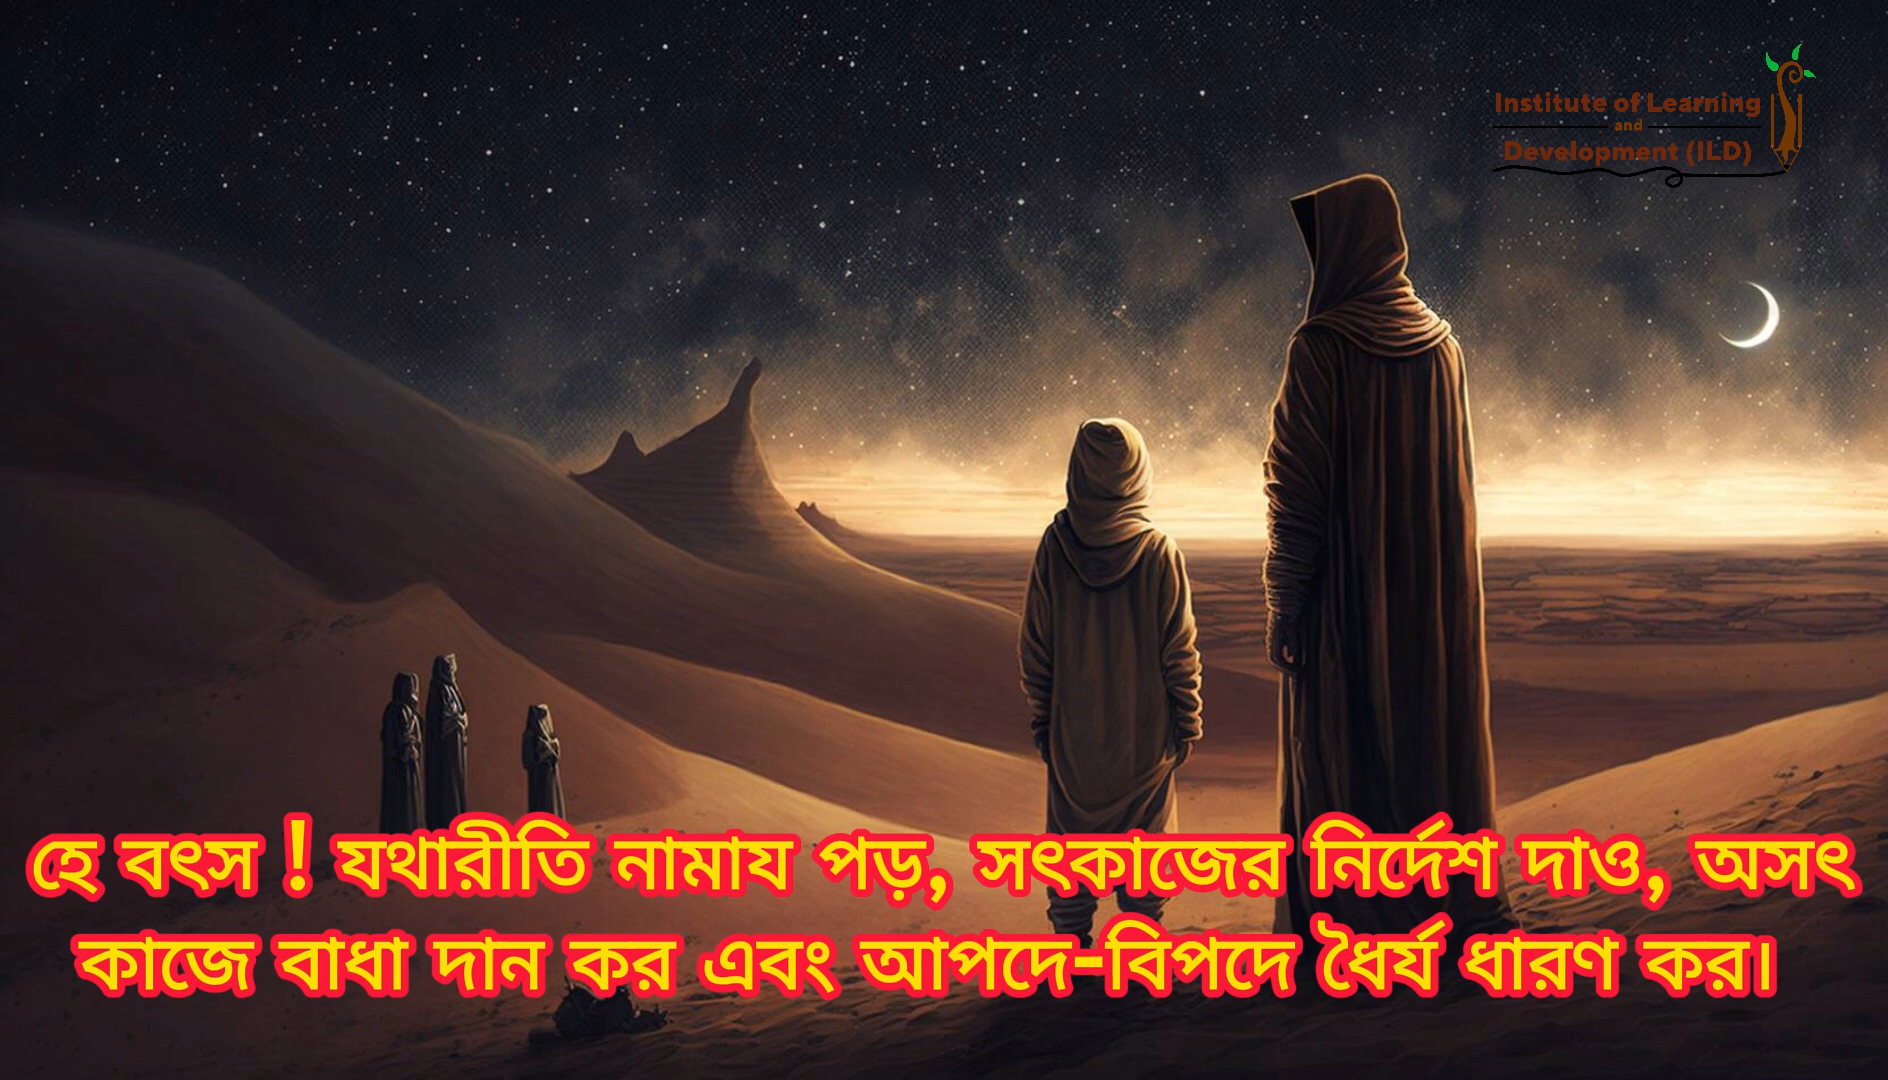 Institute of Learning
and
Development (ILD)
হে বৎস ! যথারীতি নামায পড়, সৎকাজের নির্দেশ দাও, অসৎ
কাজে বাধা দান কর এবং আপদে-বিপদে ধৈর্য ধারণ কর।